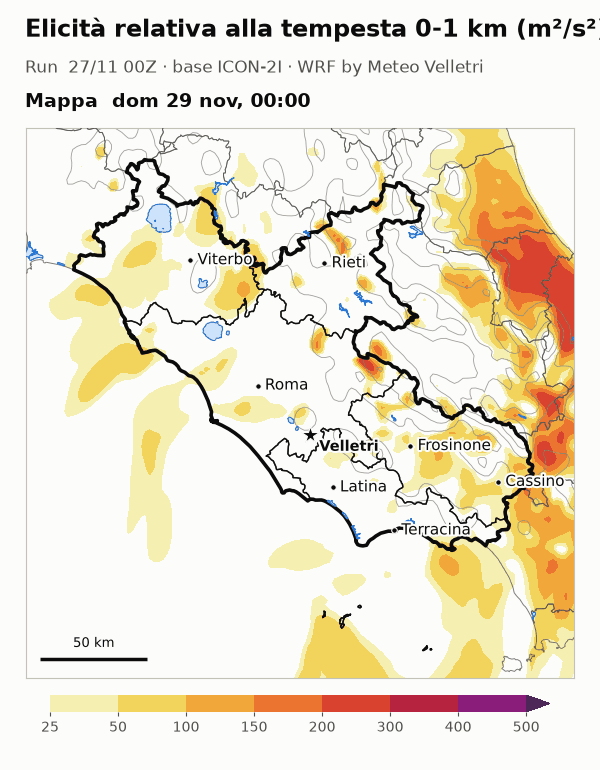 Elicità relativa alla tempesta 0-1 km (m²/s²)
Run 27/11 00Z · base ICON-2I · WRF by Meteo Velletri
Mappa dom 29 nov, 00:00
Viterbo
Rieti
Roma
Velletri
Frosinone
Cassino
Latina
Terracina
50 km
25 50 100 150 200 300 400 500